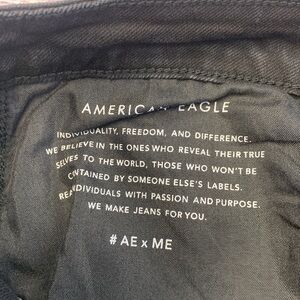 AMERICAN EAGLE
INDIVIDUALITY, FREEDOM, AND DIFFERENCE.
WE BELIEVE IN THE ONES WHO REVEAL THEIR TRUE
SELVES TO THE WORLD, THOSE WHO WON'T BE
CONTAINED BY SOMEONE ELSE'S LABELS.
REAL INDIVIDUALS WITH PASSION AND PURPOSE.
WE MAKE JEANS FOR YOU.
# AE x ME